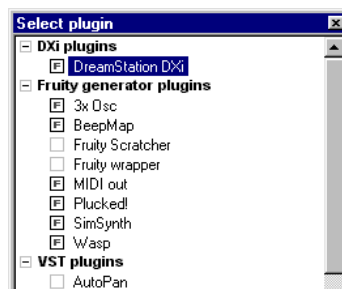 Select plugin
DXi plugins
F DreamStation DXi
Fruity generator plugins
F 3x Osc
F BeepMap
Fruity Scratcher
Fruity wrapper
F MIDI out
F Plucked!
F SimSynth
F Wasp
VST plugins
AutoPan